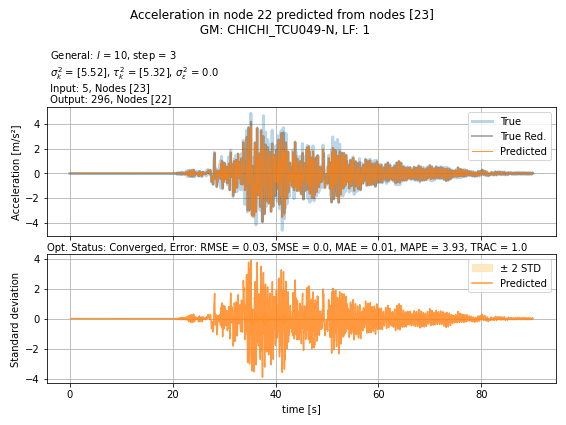 Acceleration in node 22 predicted from nodes [23]
GM: CHICHI_TCU049-N, LF: 1
General: l = 10, step = 3
σ²ₖ = [5.52], τ²ₖ = [5.32], σ²ε = 0.0
Input: 5, Nodes [23]
Output: 296, Nodes [22]
Acceleration [m/s²]
4
2
0
−2
−4
True
True Red.
Predicted
Opt. Status: Converged, Error: RMSE = 0.03, SMSE = 0.0, MAE = 0.01, MAPE = 3.93, TRAC = 1.0
Standard deviation
4
2
0
−2
−4
± 2 STD
Predicted
0 20 40 60 80
time [s]